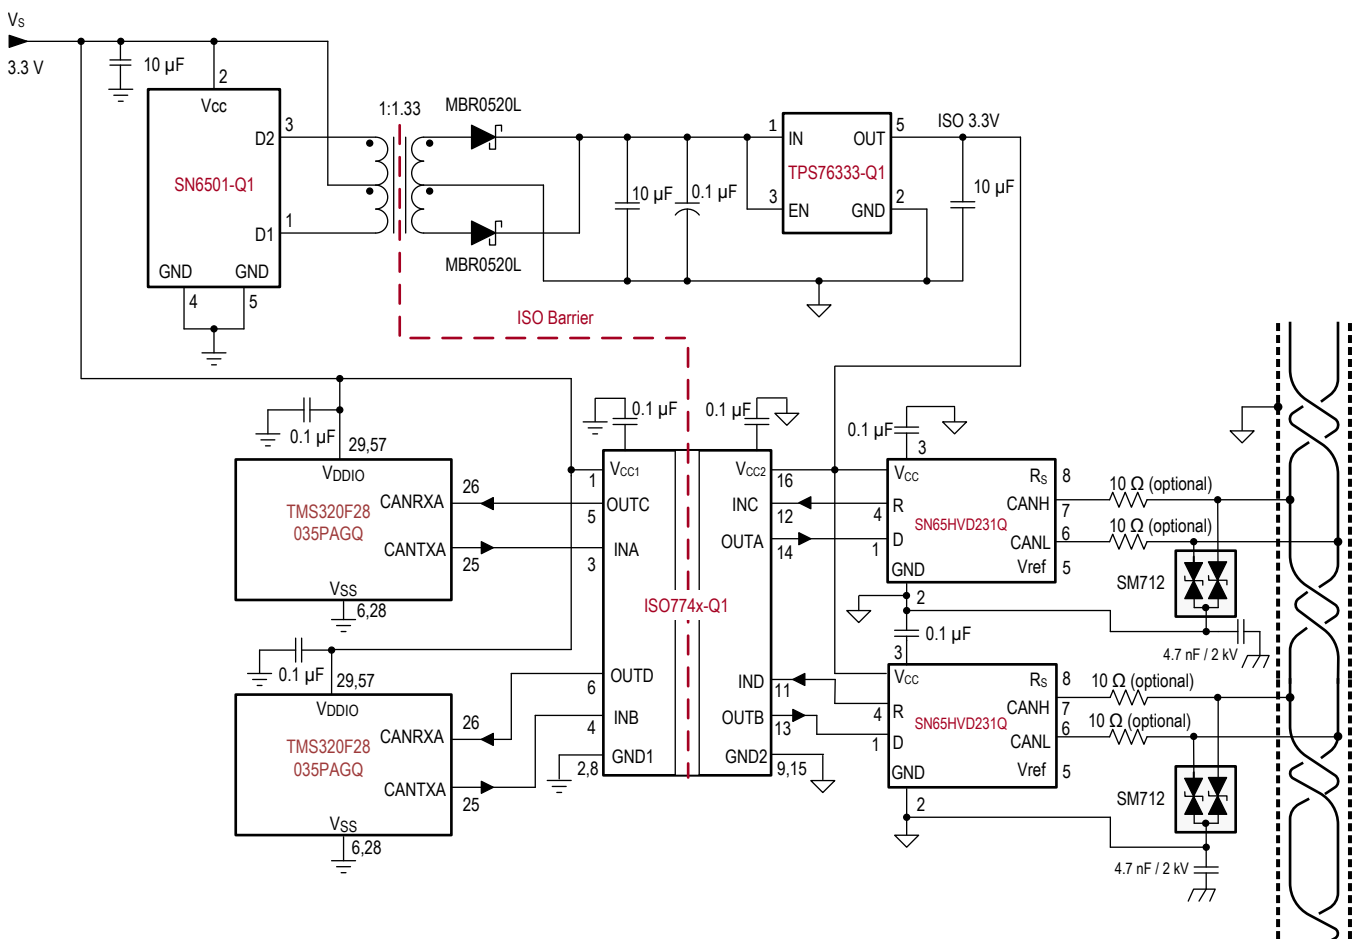 VS
3.3 V
10 µF
2
Vcc
D2
3
SN6501-Q1
D1
1
GND
GND
4
5
1:1.33
MBR0520L
MBR0520L
10 µF
0.1 µF
1
IN
OUT
5
TPS76333-Q1
3
EN
GND
2
ISO 3.3V
10 µF
ISO Barrier
0.1 µF
29,57
VDDIO
CANRXA
26
TMS320F28
035PAGQ
CANTXA
25
VSS
6,28
0.1 µF
29,57
VDDIO
CANRXA
26
TMS320F28
035PAGQ
CANTXA
25
VSS
6,28
0.1 µF
0.1 µF
1
VCC1
VCC2
16
5
OUTC
INC
12
3
INA
OUTA
14
ISO774x-Q1
6
OUTD
IND
11
4
INB
OUTB
13
2,8
GND1
GND2
9,15
0.1 µF
3
VCC
RS
8
4
R
CANH
7
SN65HVD231Q
1
D
CANL
6
GND
Vref
5
2
10 Ω (optional)
10 Ω (optional)
SM712
4.7 nF / 2 kV
0.1 µF
3
VCC
RS
8
4
R
CANH
7
SN65HVD231Q
1
D
CANL
6
GND
Vref
5
2
10 Ω (optional)
10 Ω (optional)
SM712
4.7 nF / 2 kV